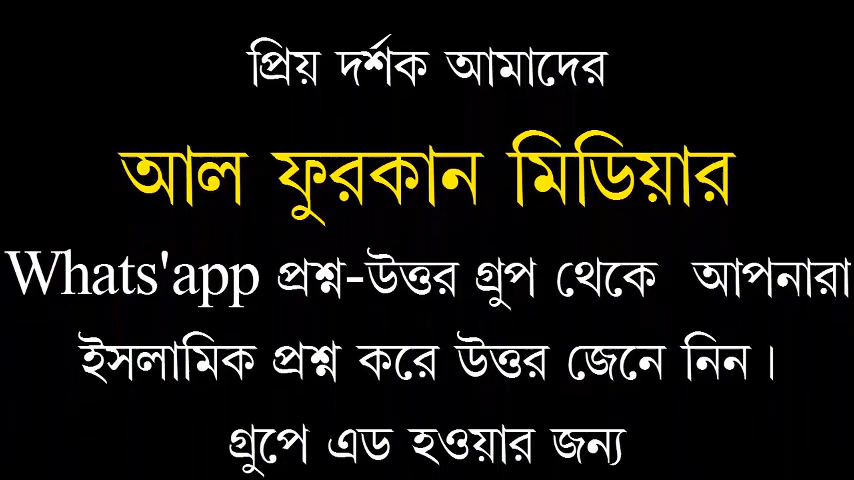 প্রিয় দর্শক আমাদের
আল ফুরকান মিডিয়ার
Whats'app প্রশ্ন-উত্তর গ্রুপ থেকে আপনারা
ইসলামিক প্রশ্ন করে উত্তর জেনে নিন।
গ্রুপে এড হওয়ার জন্য